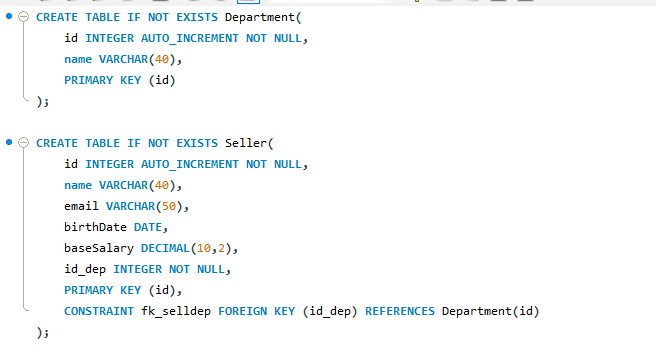 CREATE TABLE IF NOT EXISTS Department(
id INTEGER AUTO_INCREMENT NOT NULL,
name VARCHAR(40),
PRIMARY KEY (id)
);
CREATE TABLE IF NOT EXISTS Seller(
id INTEGER AUTO_INCREMENT NOT NULL,
name VARCHAR(40),
email VARCHAR(50),
birthDate DATE,
baseSalary DECIMAL(10,2),
id_dep INTEGER NOT NULL,
PRIMARY KEY (id),
CONSTRAINT fk_selldep FOREIGN KEY (id_dep) REFERENCES Department(id)
);